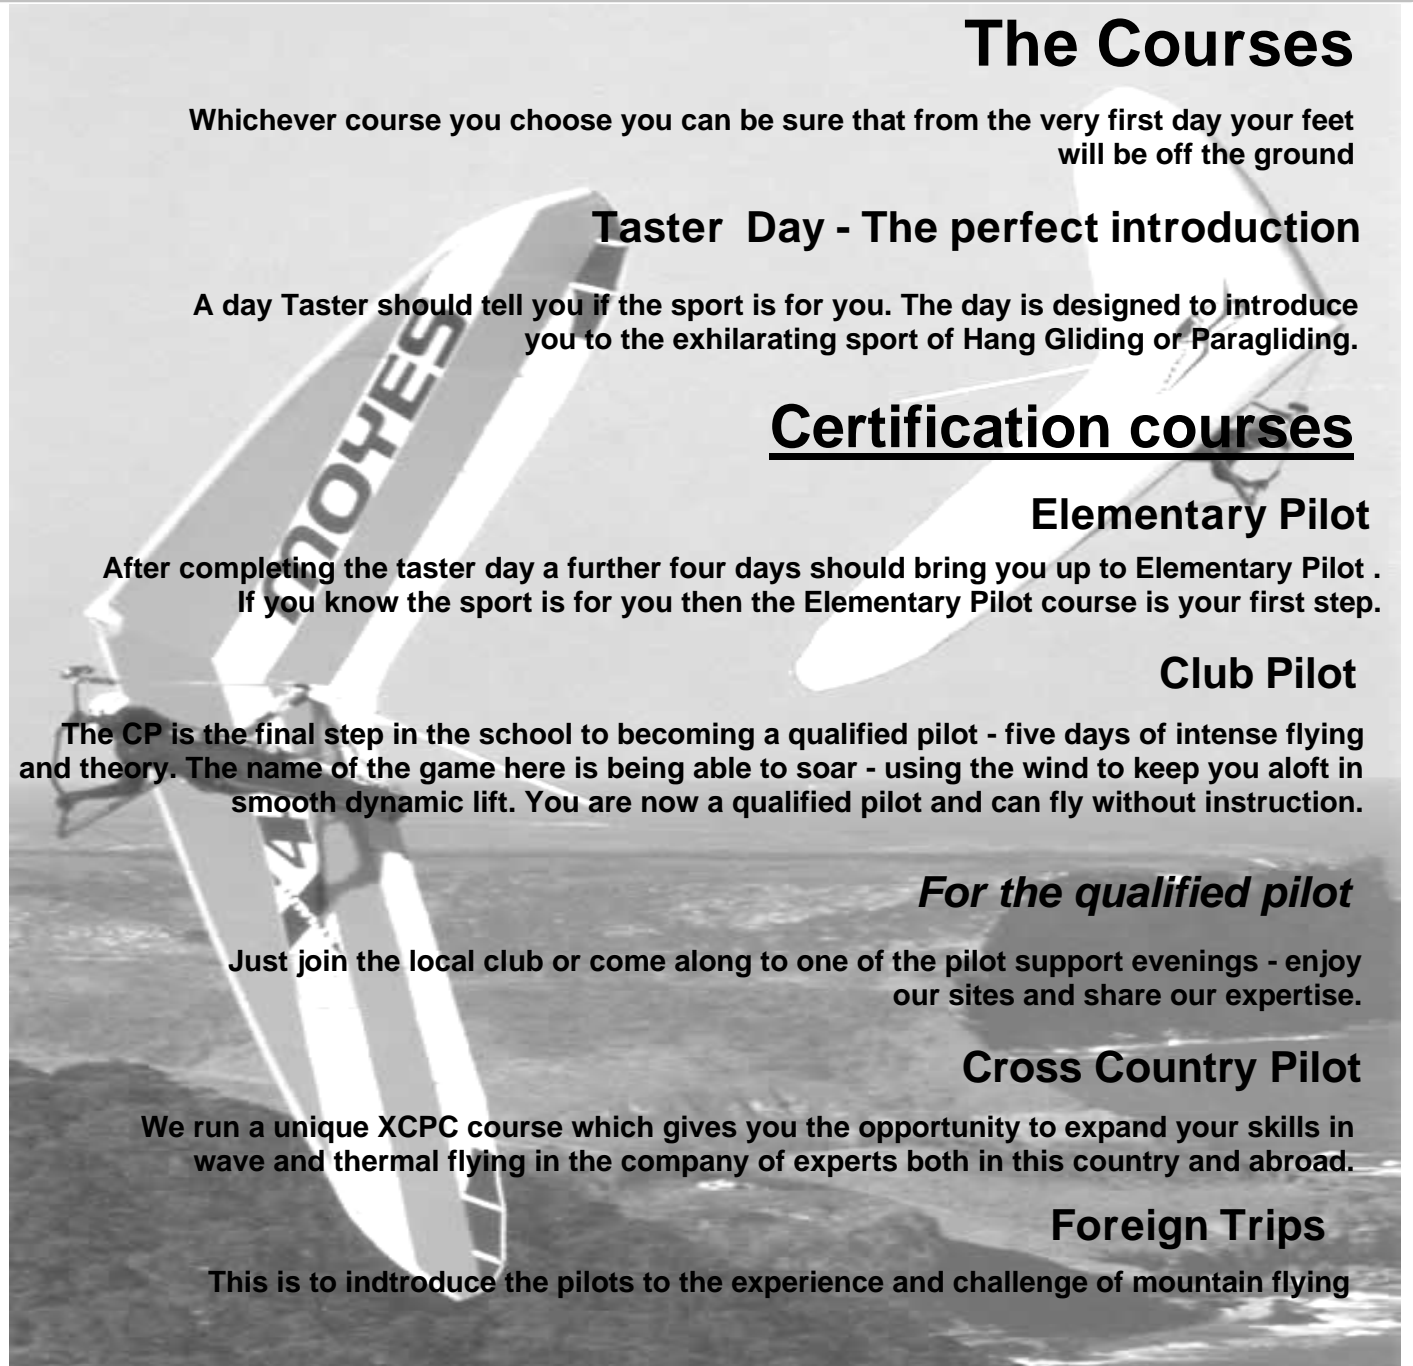 The Courses
Whichever course you choose you can be sure that from the very first day your feet
will be off the ground
Taster Day - The perfect introduction
A day Taster should tell you if the sport is for you. The day is designed to introduce
you to the exhilarating sport of Hang Gliding or Paragliding.
Certification courses
Elementary Pilot
After completing the taster day a further four days should bring you up to Elementary Pilot .
If you know the sport is for you then the Elementary Pilot course is your first step.
Club Pilot
The CP is the final step in the school to becoming a qualified pilot - five days of intense flying
and theory. The name of the game here is being able to soar - using the wind to keep you aloft in
smooth dynamic lift. You are now a qualified pilot and can fly without instruction.
For the qualified pilot
Just join the local club or come along to one of the pilot support evenings - enjoy
our sites and share our expertise.
Cross Country Pilot
We run a unique XCPC course which gives you the opportunity to expand your skills in
wave and thermal flying in the company of experts both in this country and abroad.
Foreign Trips
This is to indtroduce the pilots to the experience and challenge of mountain flying
MOYES